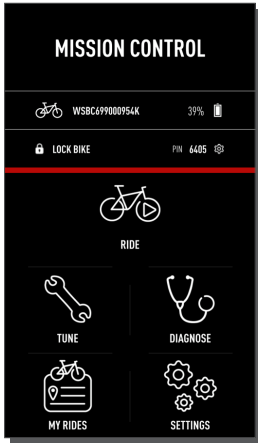 MISSION CONTROL
WSBC699000954K 39%
LOCK BIKE PIN 6405
RIDE
TUNE DIAGNOSE
MY RIDES SETTINGS